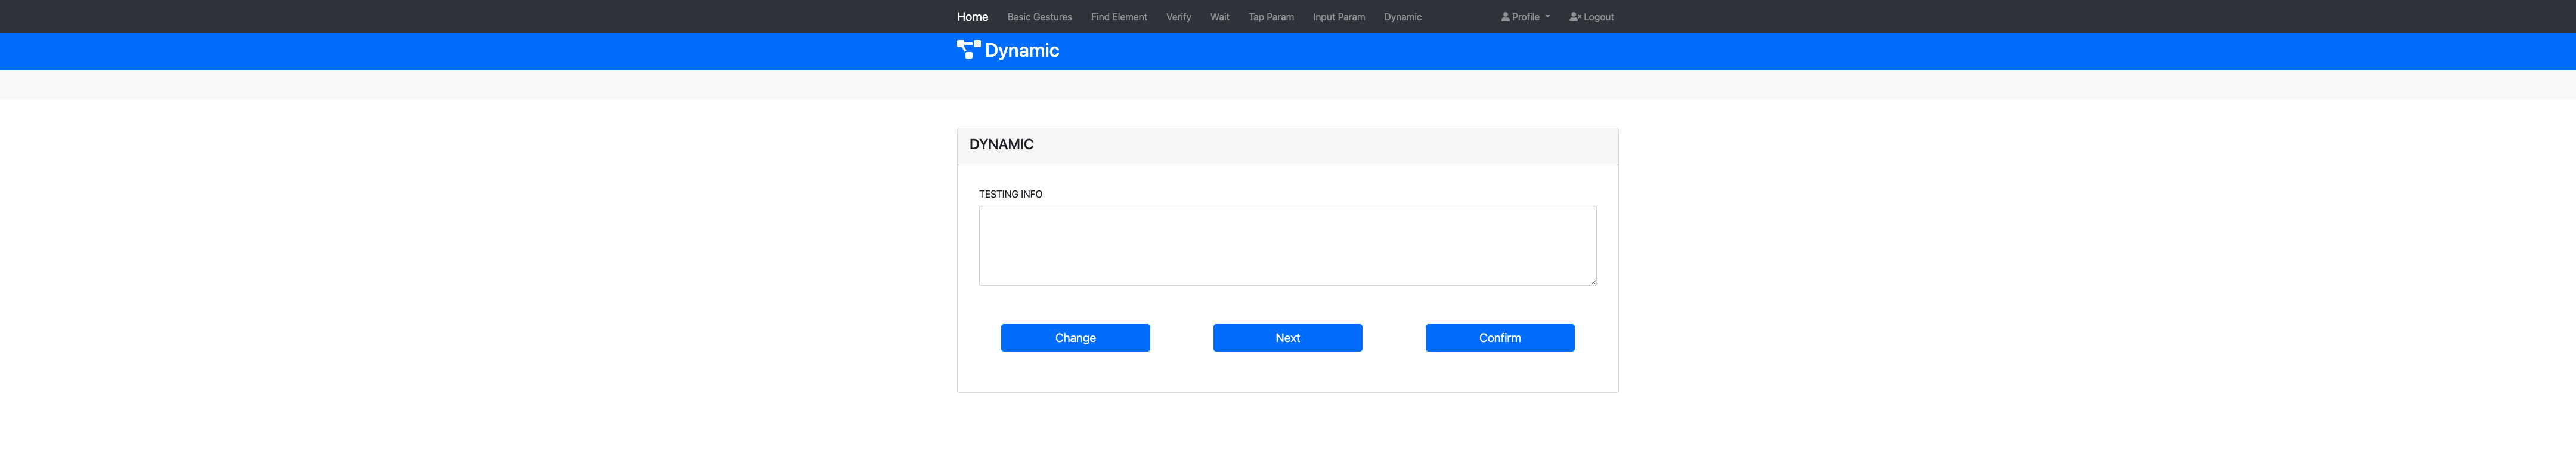 Home Basic Gestures Find Element Verify Wait Tap Param Input Param Dynamic Profile Logout
Dynamic
DYNAMIC
TESTING INFO
Change Next Confirm